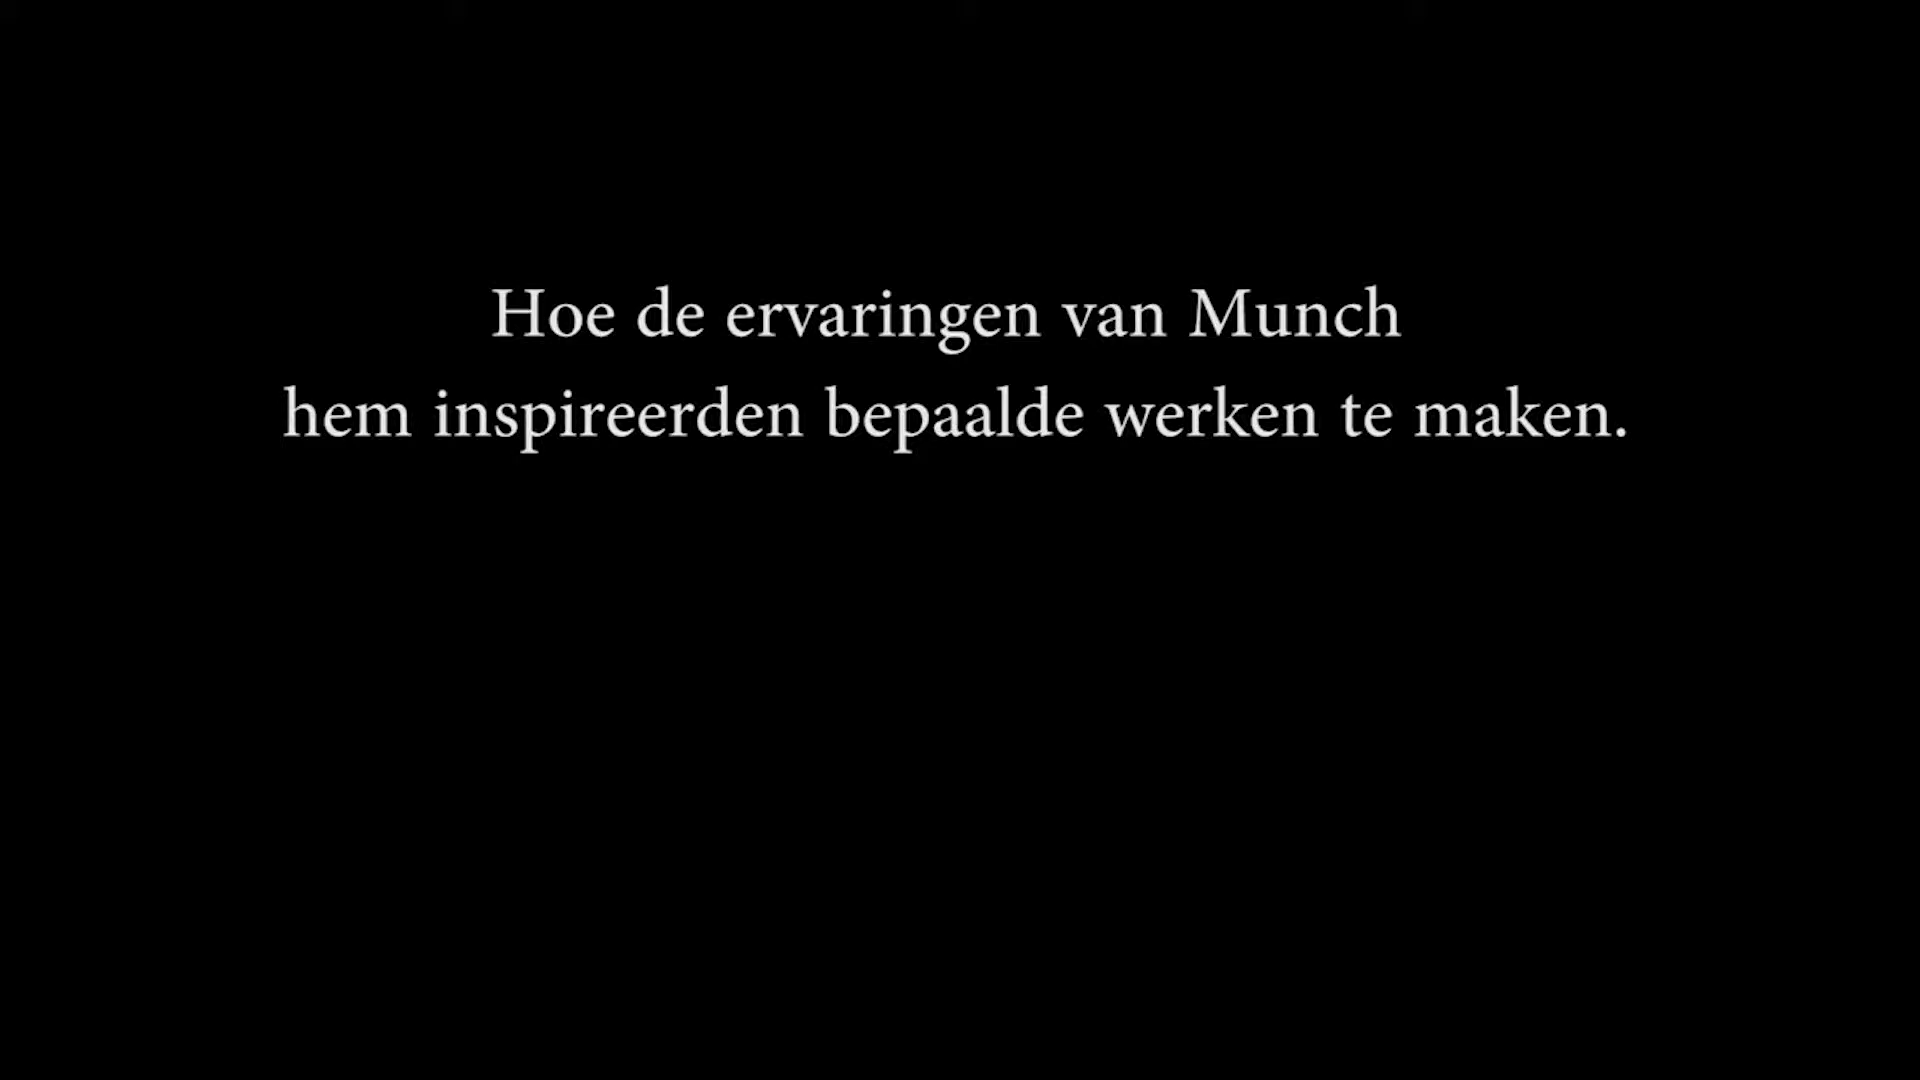 Hoe de ervaringen van Munch
hem inspireerden bepaalde werken te maken.